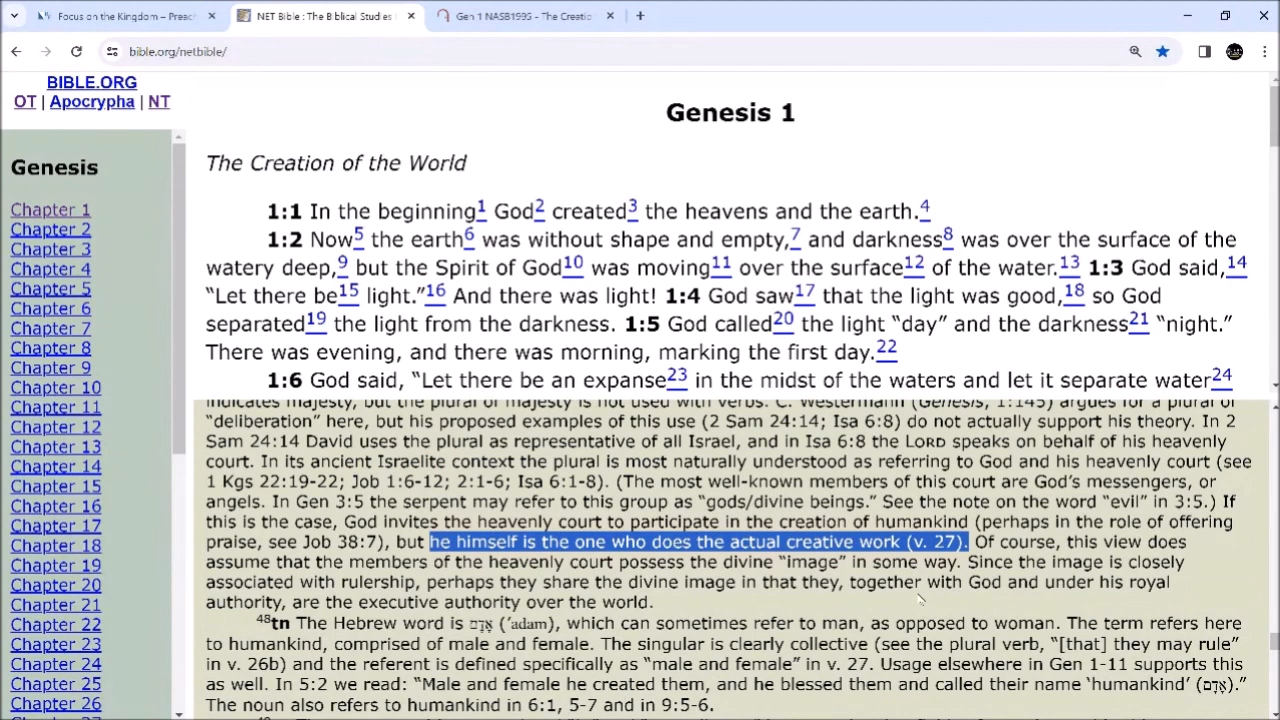 Focus on the Kingdom – Preach
NET Bible: The Biblical Studies
Gen 1 NASB1995 - The Creatio
bible.org/netbible/
BIBLE.ORG
OT | Apocrypha | NT
Genesis
Chapter 1
Chapter 2
Chapter 3
Chapter 4
Chapter 5
Chapter 6
Chapter 7
Chapter 8
Chapter 9
Chapter 10
Chapter 11
Chapter 12
Chapter 13
Chapter 14
Chapter 15
Chapter 16
Chapter 17
Chapter 18
Chapter 19
Chapter 20
Chapter 21
Chapter 22
Chapter 23
Chapter 24
Chapter 25
Chapter 26
Genesis 1
The Creation of the World
1:1 In the beginning1 God2 created3 the heavens and the earth.4
1:2 Now5 the earth6 was without shape and empty,7 and darkness8 was over the surface of the
watery deep,9 but the Spirit of God10 was moving11 over the surface12 of the water.13 1:3 God said,14
“Let there be15 light.”16 And there was light! 1:4 God saw17 that the light was good,18 so God
separated19 the light from the darkness. 1:5 God called20 the light “day” and the darkness21 “night.”
There was evening, and there was morning, marking the first day.22
1:6 God said, “Let there be an expanse23 in the midst of the waters and let it separate water24
indicates majesty, but the plural of majesty is not used with verbs. C. Westermann (Genesis, 1:145) argues for a plural of
“deliberation” here, but his proposed examples of this use (2 Sam 24:14; Isa 6:8) do not actually support his theory. In 2
Sam 24:14 David uses the plural as representative of all Israel, and in Isa 6:8 the LORD speaks on behalf of his heavenly
court. In its ancient Israelite context the plural is most naturally understood as referring to God and his heavenly court (see
1 Kgs 22:19-22; Job 1:6-12; 2:1-6; Isa 6:1-8). (The most well-known members of this court are God’s messengers, or
angels. In Gen 3:5 the serpent may refer to this group as “gods/divine beings.” See the note on the word “evil” in 3:5.) If
this is the case, God invites the heavenly court to participate in the creation of humankind (perhaps in the role of offering
praise, see Job 38:7), but he himself is the one who does the actual creative work (v. 27). Of course, this view does
assume that the members of the heavenly court possess the divine “image” in some way. Since the image is closely
associated with rulership, perhaps they share the divine image in that they, together with God and under his royal
authority, are the executive authority over the world.
48tn The Hebrew word is אָדָם (’adam), which can sometimes refer to man, as opposed to woman. The term refers here
to humankind, comprised of male and female. The singular is clearly collective (see the plural verb, “[that] they may rule”
in v. 26b) and the referent is defined specifically as “male and female” in v. 27. Usage elsewhere in Gen 1-11 supports this
as well. In 5:2 we read: “Male and female he created them, and he blessed them and called their name ‘humankind’ (אָדָם).”
The noun also refers to humankind in 6:1, 5-7 and in 9:5-6.